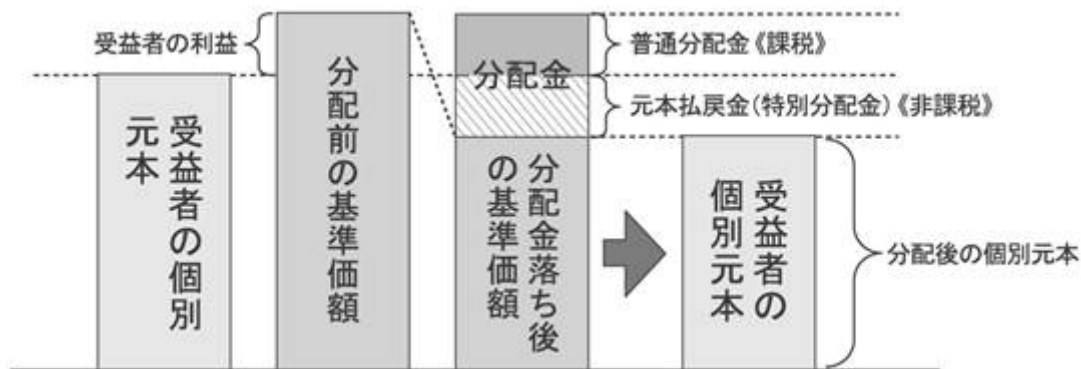 受益者の利益
受益者の個別
元本
分配前の基準価額
分配金
分配金落ち後
の基準価額
普通分配金《課税》
元本払戻金(特別分配金)《非課税》
受益者の
個別元本
分配後の個別元本